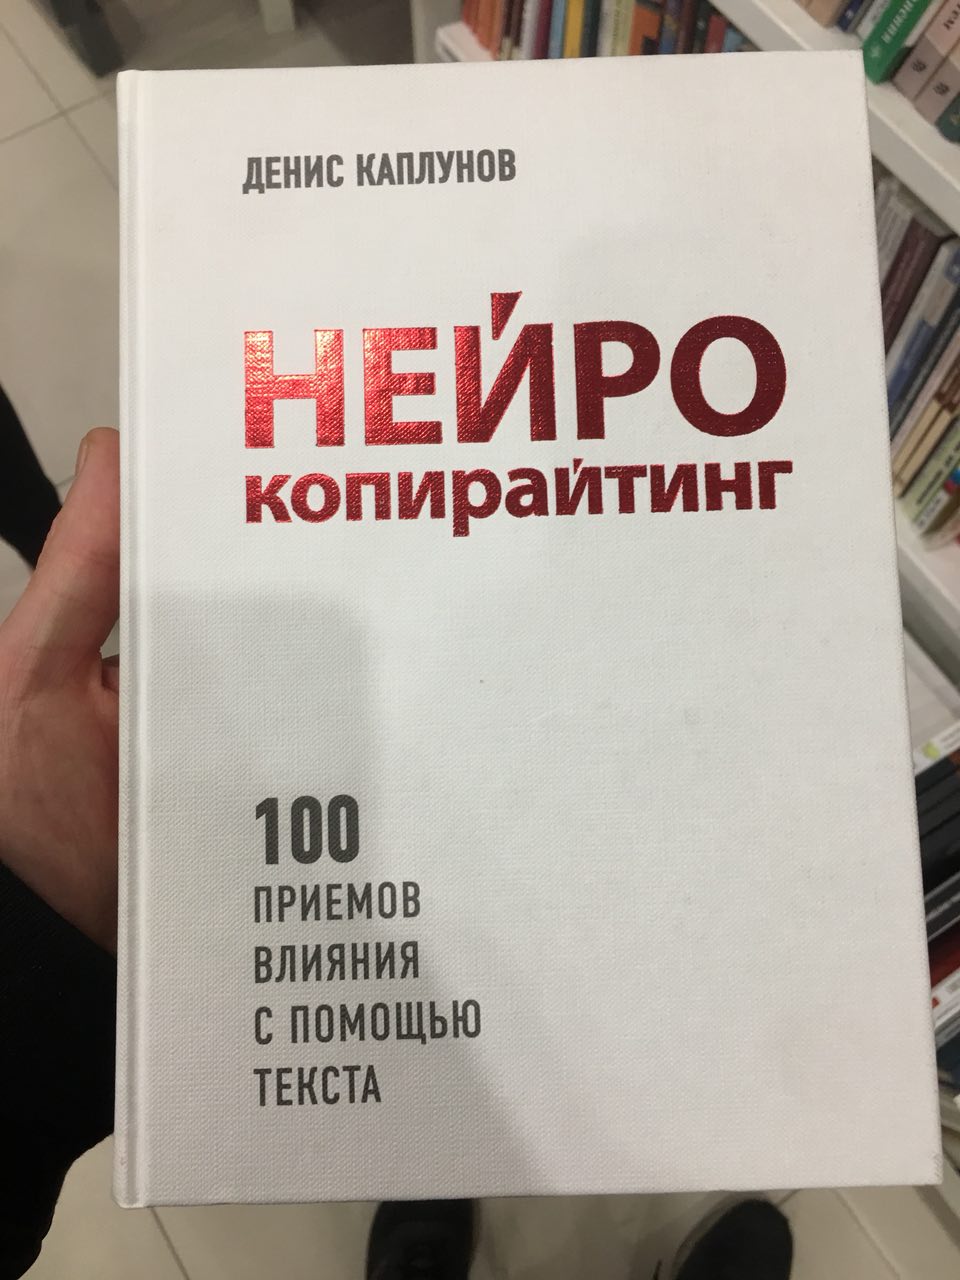 ДЕНИС КАПЛУНОВ
НЕЙРО
копирайтинг
100
ПРИЕМОВ
ВЛИЯНИЯ
С ПОМОЩЬЮ
ТЕКСТА